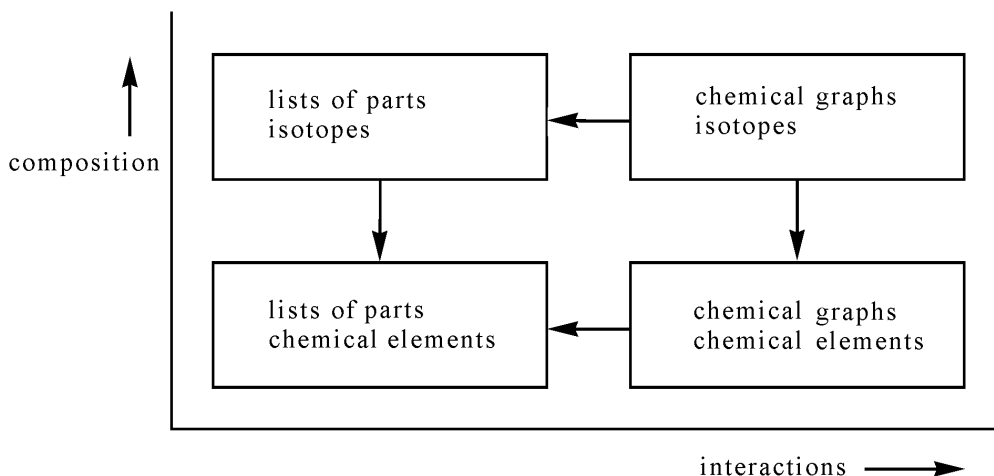 lists of parts
isotopes
chemical graphs
isotopes
composition
lists of parts
chemical elements
chemical graphs
chemical elements
interactions